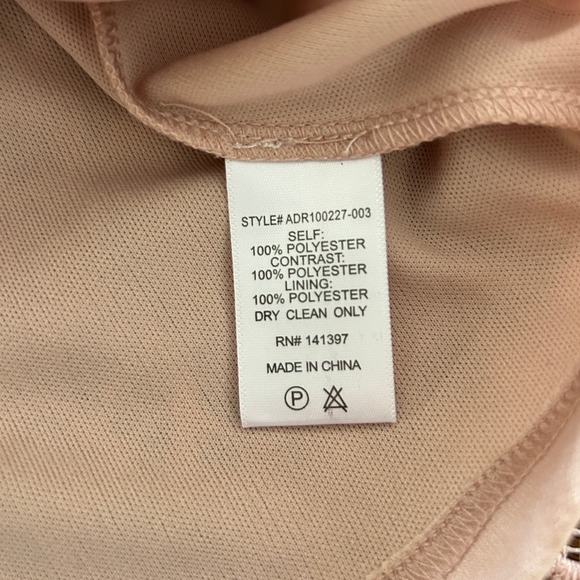 STYLE# ADR100227-003
SELF:
100% POLYESTER
CONTRAST:
100% POLYESTER
LINING:
100% POLYESTER
DRY CLEAN ONLY
RN# 141397
MADE IN CHINA
P